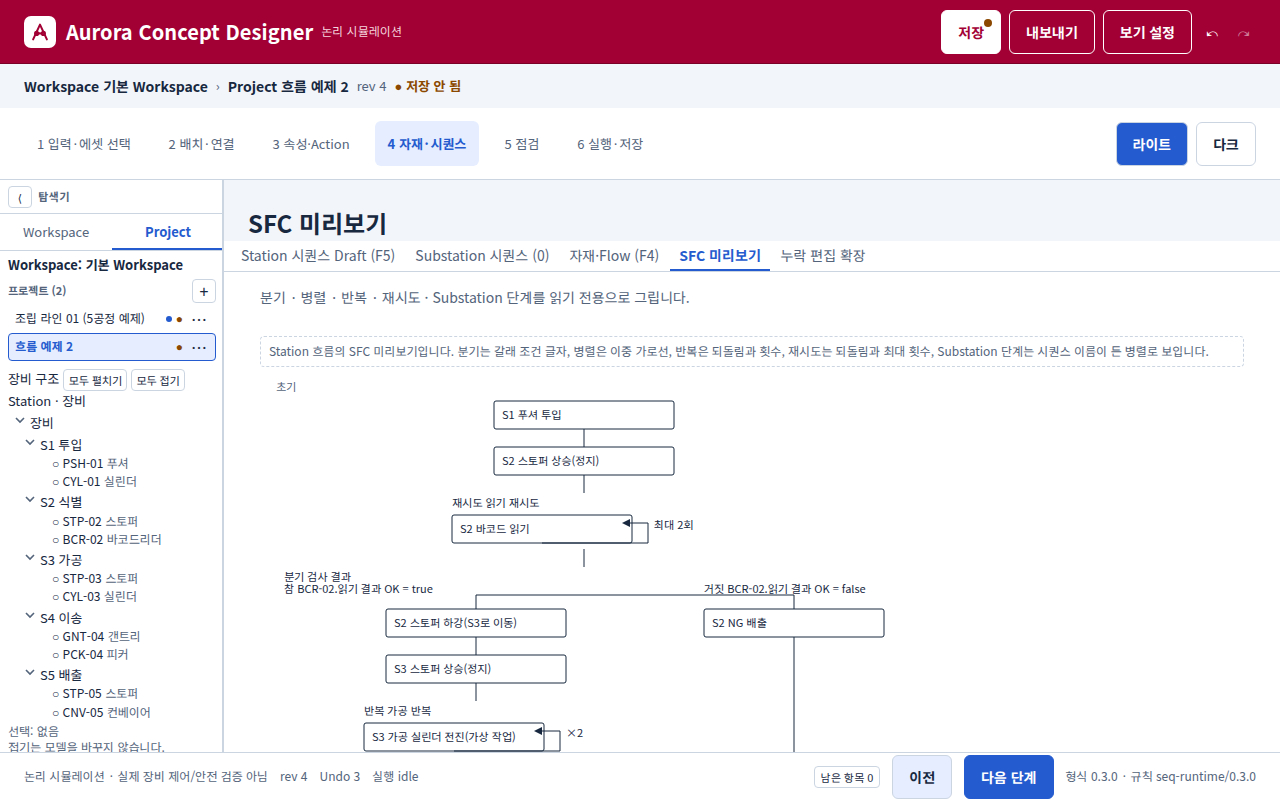 Aurora Concept Designer 논리 시뮬레이션 저장 내보내기 보기 설정
Workspace 기본 Workspace › Project 흐름 예제 2 rev 4 ● 저장 안 됨
1 입력·에셋 선택 2 배치·연결 3 속성·Action 4 자재·시퀀스 5 점검 6 실행·저장 라이트 다크
⟨ 탐색기
Workspace Project
Workspace: 기본 Workspace
프로젝트 (2) +
조립 라인 01 (5공정 예제) ● ● ···
흐름 예제 2 ● ···
장비 구조 모두 펼치기 모두 접기
Station · 장비
장비
S1 투입
○ PSH-01 푸셔
○ CYL-01 실린더
S2 식별
○ STP-02 스토퍼
○ BCR-02 바코드리더
S3 가공
○ STP-03 스토퍼
○ CYL-03 실린더
S4 이송
○ GNT-04 갠트리
○ PCK-04 피커
S5 배출
○ STP-05 스토퍼
○ CNV-05 컨베이어
선택: 없음
접기는 모델을 바꾸지 않습니다.
SFC 미리보기
Station 시퀀스 Draft (F5) Substation 시퀀스 (0) 자재·Flow (F4) SFC 미리보기 누락 편집 확장
분기 · 병렬 · 반복 · 재시도 · Substation 단계를 읽기 전용으로 그립니다.
Station 흐름의 SFC 미리보기입니다. 분기는 갈래 조건 글자, 병렬은 이중 가로선, 반복은 되돌림과 횟수, 재시도는 되돌림과 최대 횟수, Substation 단계는 시퀀스 이름이 든 병렬로 보입니다.
초기
S1 푸셔 투입
S2 스토퍼 상승(정지)
재시도 읽기 재시도
S2 바코드 읽기 최대 2회
분기 검사 결과
참 BCR-02.읽기 결과 OK = true 거짓 BCR-02.읽기 결과 OK = false
S2 스토퍼 하강(S3로 이동) S2 NG 배출
S3 스토퍼 상승(정지)
반복 가공 반복
S3 가공 실린더 전진(가상 작업) ×2
논리 시뮬레이션 · 실제 장비 제어/안전 검증 아님 rev 4 Undo 3 실행 idle 남은 항목 0 이전 다음 단계 형식 0.3.0 · 규칙 seq-runtime/0.3.0